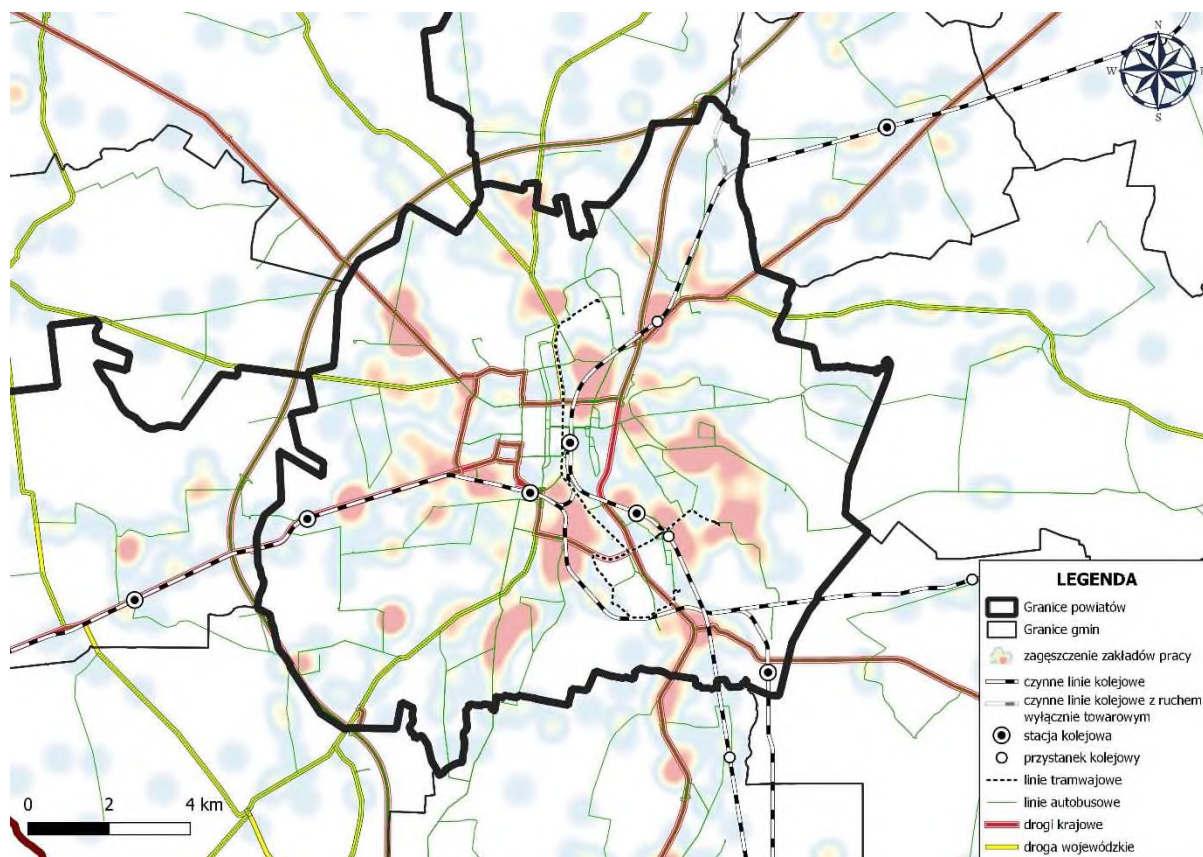 N
W
S
LEGENDA
Granice powiatów
Granice gmin
zagęszczenie zakładów pracy
czynne linie kolejowe
czynne linie kolejowe z ruchem
wyłącznie towarowym
stacja kolejowa
przystanek kolejowy
linie tramwajowe
linie autobusowe
drogi krajowe
droga wojewódzkie
0 2 4 km